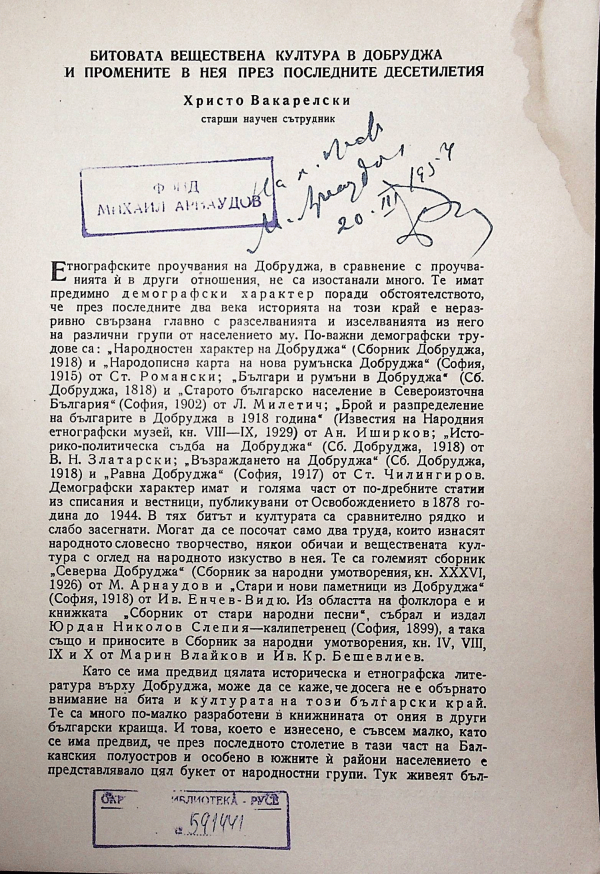 БИТОВАТА ВЕЩЕСТВЕНА КУЛТУРА В ДОБРУДЖА
И ПРОМЕНИТЕ В НЕЯ ПРЕЗ ПОСЛЕДНИТЕ ДЕСЕТИЛЕТИЯ
Христо Вакарелски
старши научен сътрудник
ФОНД
МИХАИЛ АРНАУДОВ
М. Арнаудов
20. III 1957
Етнографските проучвания на Добруджа, в сравнение с проучва-
нията ѝ в други отношения, не са изостанали много. Те имат
предимно демографски характер поради обстоятелството,
че през последните два века историята на този край е нераз-
ривно свързана главно с разселванията и изселванията из него
на различни групи от населението му. По-важни демографски тру-
дове са: „Народностен характер на Добруджа“ (Сборник Добруджа,
1918) и „Народописна карта на нова румънска Добруджа“ (София,
1915) от Ст. Романски; „Българи и румъни в Добруджа“ (Сб.
Добруджа, 1818) и „Старото българско население в Североизточна
България“ (София, 1902) от Л. Милетич; „Брой и разпределение
на българите в Добруджа в 1918 година“ (Известия на Народния
етнографски музей, кн. VIII—IX, 1929) от Ан. Иширков; „Исто-
рико-политическа съдба на Добруджа“ (Сб. Добруджа, 1918) от
В. Н. Златарски; „Възраждането на Добруджа“ (Сб. Добруджа,
1918) и „Равна Добруджа“ (София, 1917) от Ст. Чилингиров.
Демографски характер имат и голяма част от по-дребните статии
из списания и вестници, публикувани от Освобождението в 1878 го-
дина до 1944. В тях битът и културата са сравнително рядко и
слабо засегнати. Могат да се посочат само два труда, които изнасят
народното словесно творчество, някои обичаи и веществената кул-
тура с оглед на народното изкуство в нея. Те са големият сборник
„Северна Добруджа“ (Сборник за народни умотворения, кн. XXXVI,
1926) от М. Арнаудов и „Стари и нови паметници из Добруджа“
(София, 1918) от Ив. Енчев-Видю. Из областта на фолклора е и
книжката „Сборник от стари народни песни“, събрал и издал
Юрдан Николов Слепия—калипетренец (София, 1899), а така
също и приносите в Сборник за народни умотворения, кн. IV, VIII,
IX и X от Марин Влайков и Ив. Кр. Бешевлиев.
Като се има предвид цялата историческа и етнографска лите-
ратура върху Добруджа, може да се каже, че досега не е обърнато
внимание на бита и културата на този български край.
Те са много по-малко разработени в книжнината от ония в други
български краища. И това, което е изнесено, е съвсем малко, като
се има предвид, че през последното столетие в тази част на Бал-
канския полуостров и особено в южните ѝ райони населението е
представлявало цял букет от народностни групи. Тук живеят бъл-
БИБЛИОТЕКА - РУСЕ
591441